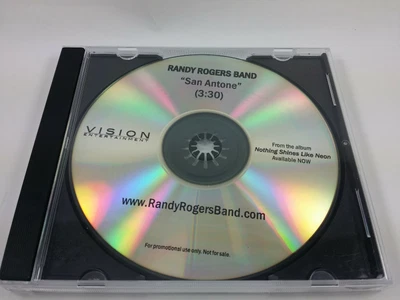 RANDY ROGERS BAND
"San Antone"
(3:30)
VISION
ENTERTAINMENT
From the album
Nothing Shines Like Neon
Available NOW
www.RandyRogersBand.com
For promotional use only. Not for sale.